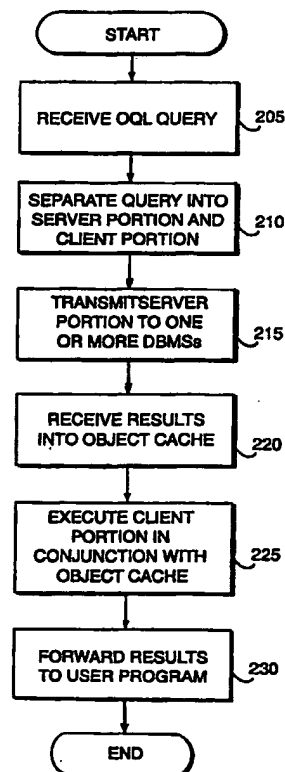 START
RECEIVE OQL QUERY
205
SEPARATE QUERY INTO
SERVER PORTION AND
CLIENT PORTION
210
TRANSMITSERVER
PORTION TO ONE
OR MORE DBMSs
215
RECEIVE RESULTS
INTO OBJECT CACHE
220
EXECUTE CLIENT
PORTION IN
CONJUNCTION WITH
OBJECT CACHE
225
FORWARD RESULTS
TO USER PROGRAM
230
END